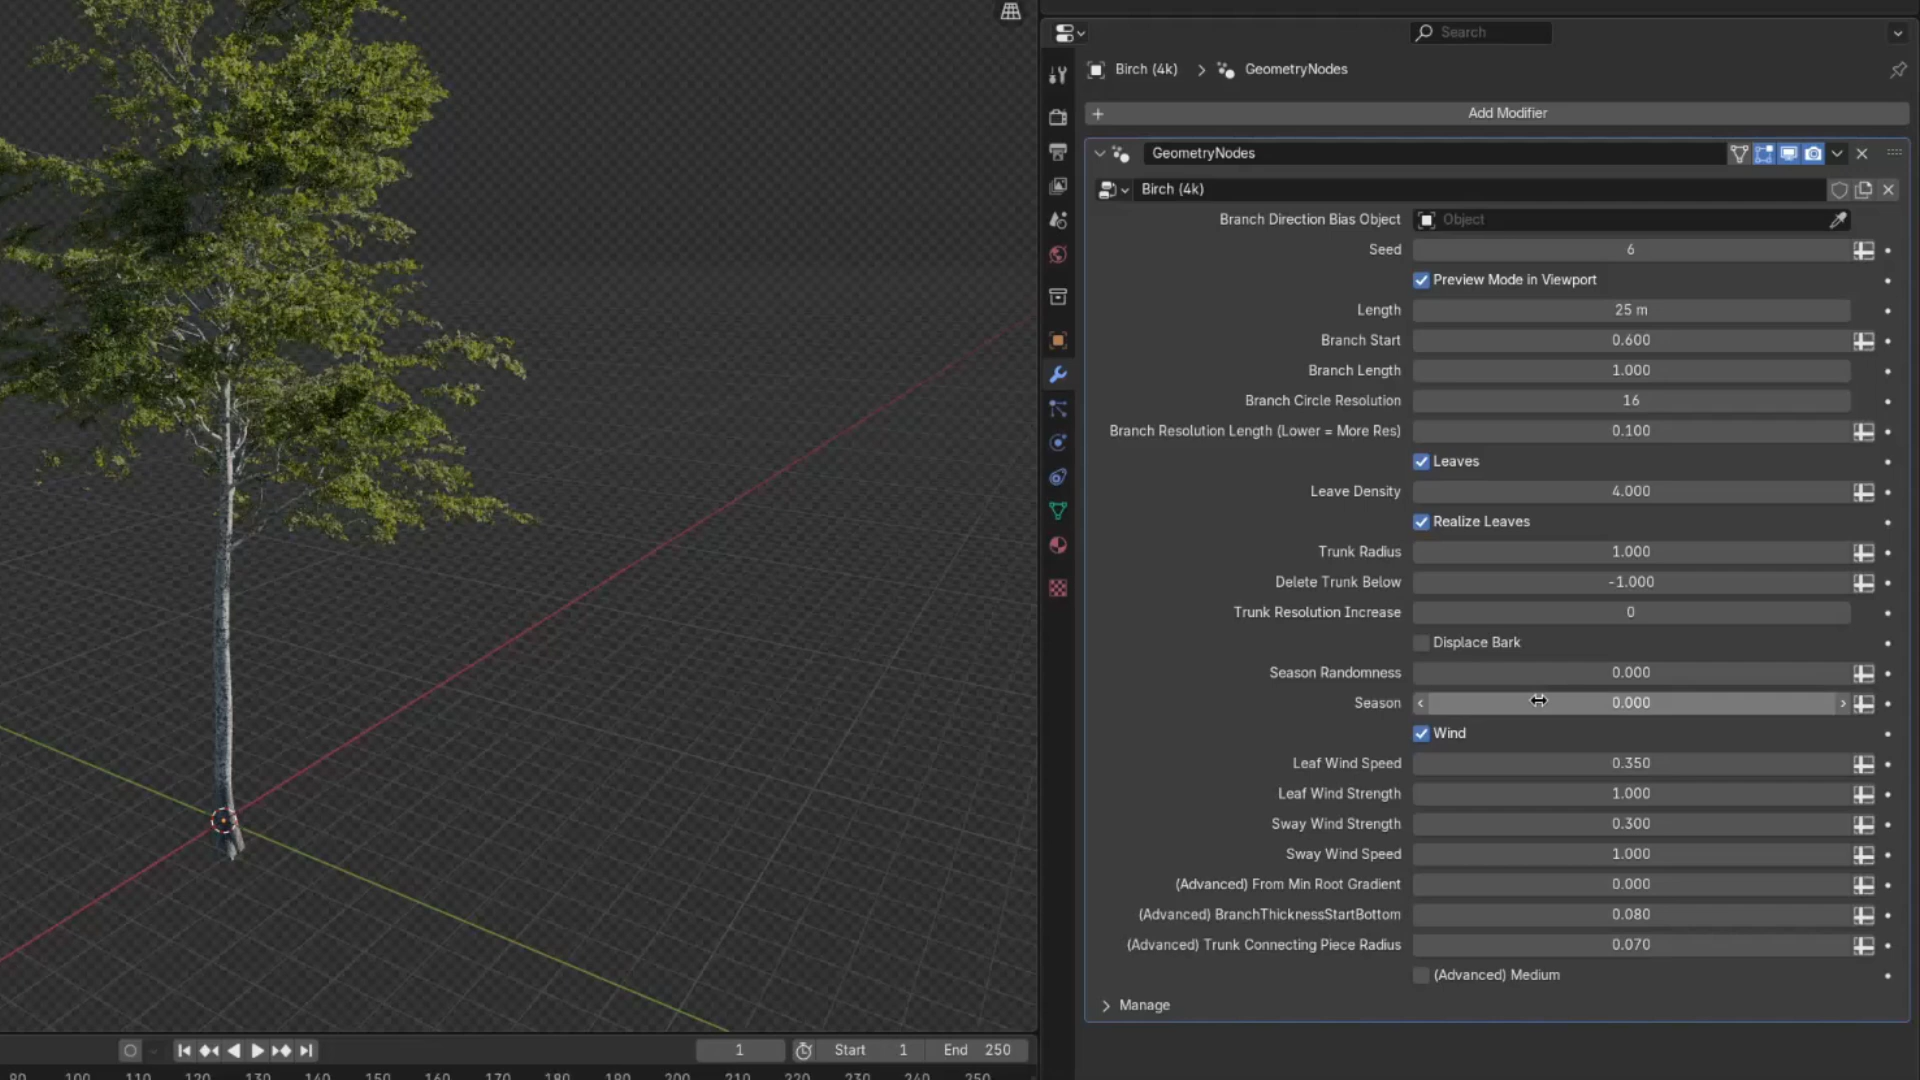 Search
Birch (4k)
GeometryNodes
Add Modifier
GeometryNodes
Birch (4k)
Branch Direction Bias Object
Object
Seed
6
Preview Mode in Viewport
Length
25 m
Branch Start
0.600
Branch Length
1.000
Branch Circle Resolution
16
Branch Resolution Length (Lower = More Res)
0.100
Leaves
Leave Density
4.000
Realize Leaves
Trunk Radius
1.000
Delete Trunk Below
-1.000
Trunk Resolution Increase
0
Displace Bark
Season Randomness
0.000
Season
0.000
Wind
Leaf Wind Speed
0.350
Leaf Wind Strength
1.000
Sway Wind Strength
0.300
Sway Wind Speed
1.000
(Advanced) From Min Root Gradient
0.000
(Advanced) BranchThicknessStartBottom
0.080
(Advanced) Trunk Connecting Piece Radius
0.070
(Advanced) Medium
Manage
1
Start 1
End 250
90 100 110 120 130 140 150 160 170 180 190 200 210 220 230 240 250